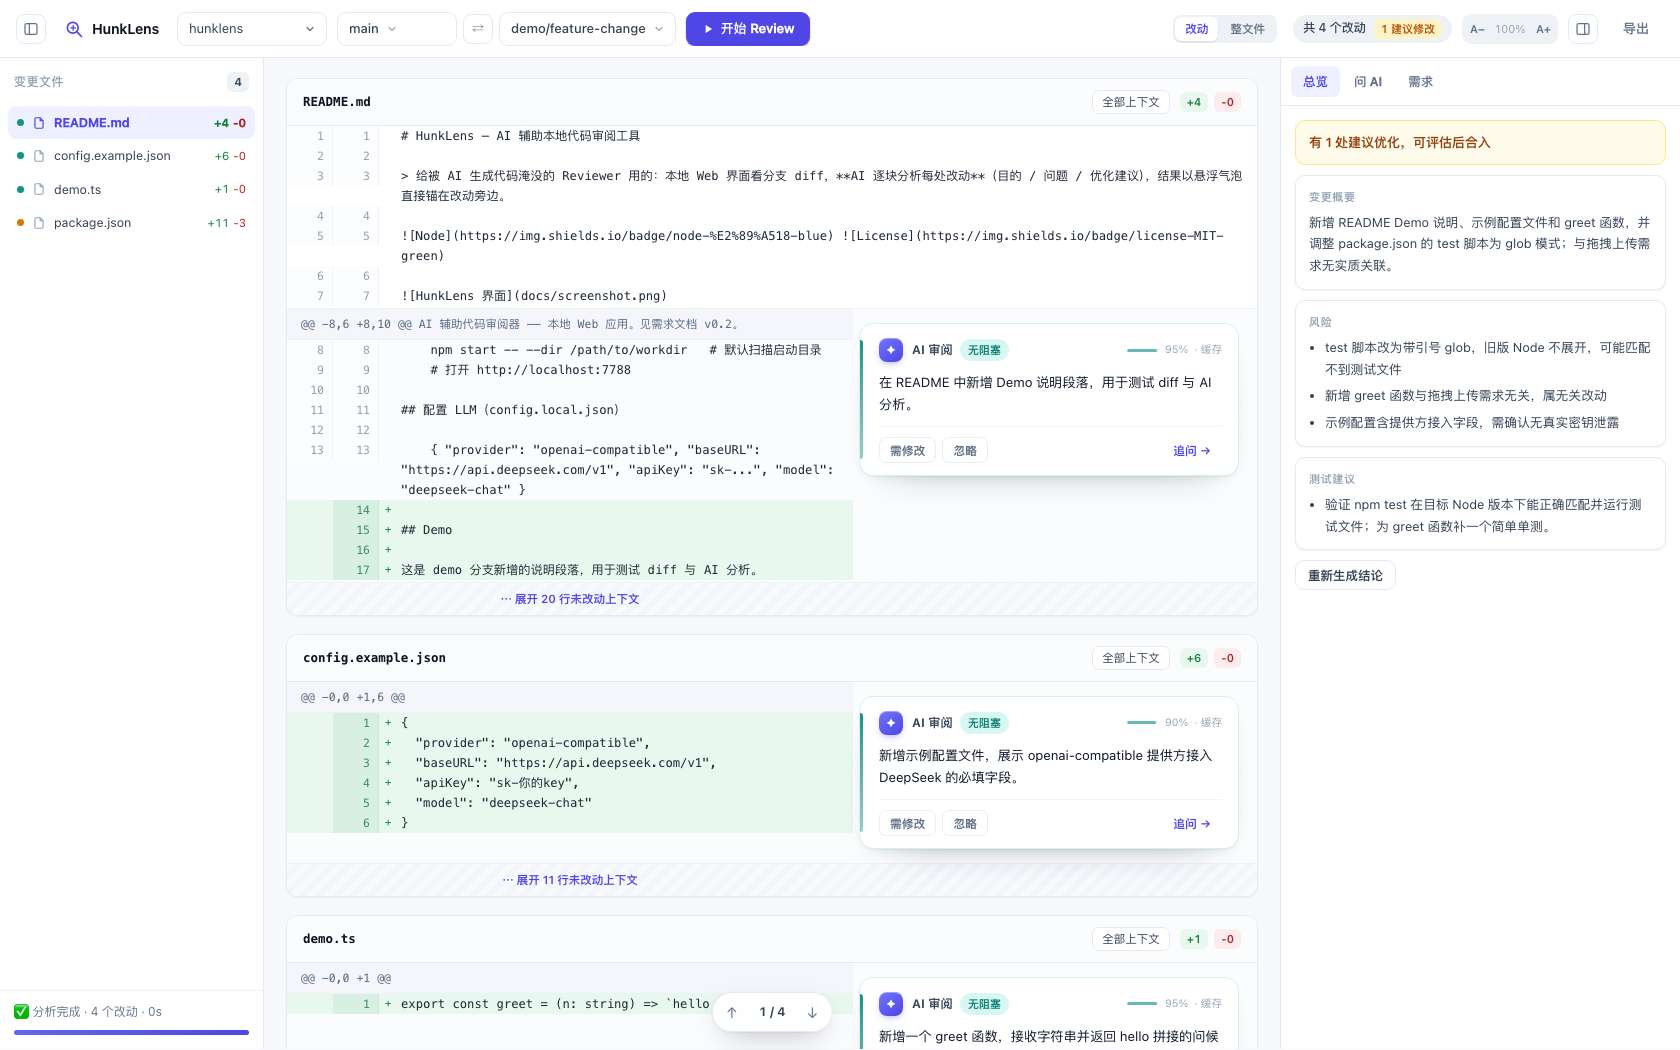 HunkLens
hunklens
main
demo/feature-change
开始 Review
改动
整文件
共 4 个改动
1 建议修改
A−
100%
A+
导出
变更文件
4
README.md
+4 -0
config.example.json
+6 -0
demo.ts
+1 -0
package.json
+11 -3
✅ 分析完成 · 4 个改动 · 0s
README.md
全部上下文
+4
-0
1 1 # HunkLens — AI 辅助本地代码审阅工具
2 2
3 3 > 给被 AI 生成代码淹没的 Reviewer 用的：本地 Web 界面看分支 diff，**AI 逐块分析每处改动**（目的 / 问题 / 优化建议），结果以悬浮气泡
直接锚在改动旁边。
4 4
5 5 ![Node](https://img.shields.io/badge/node-%E2%89%A518-blue) ![License](https://img.shields.io/badge/license-MIT-
green)
6 6
7 7 ![HunkLens 界面](docs/screenshot.png)
@@ -8,6 +8,10 @@ AI 辅助代码审阅器 —— 本地 Web 应用。见需求文档 v0.2。
8 8 npm start -- --dir /path/to/workdir # 默认扫描启动目录
9 9 # 打开 http://localhost:7788
10 10
11 11 ## 配置 LLM（config.local.json）
12 12
13 13 { "provider": "openai-compatible", "baseURL":
"https://api.deepseek.com/v1", "apiKey": "sk-...", "model":
"deepseek-chat" }
14 +
15 + ## Demo
16 +
17 + 这是 demo 分支新增的说明段落，用于测试 diff 与 AI 分析。
AI 审阅
无阻塞
95% · 缓存
在 README 中新增 Demo 说明段落，用于测试 diff 与 AI
分析。
需修改
忽略
追问 →
··· 展开 20 行未改动上下文
config.example.json
全部上下文
+6
-0
@@ -0,0 +1,6 @@
1 + {
2 + "provider": "openai-compatible",
3 + "baseURL": "https://api.deepseek.com/v1",
4 + "apiKey": "sk-你的key",
5 + "model": "deepseek-chat"
6 + }
AI 审阅
无阻塞
90% · 缓存
新增示例配置文件，展示 openai-compatible 提供方接入
DeepSeek 的必填字段。
需修改
忽略
追问 →
··· 展开 11 行未改动上下文
demo.ts
全部上下文
+1
-0
@@ -0,0 +1 @@
1 + export const greet = (n: string) => `hello
AI 审阅
无阻塞
95% · 缓存
新增一个 greet 函数，接收字符串并返回 hello 拼接的问候
↑ 1 / 4 ↓
总览
问 AI
需求
有 1 处建议优化，可评估后合入
变更概要
新增 README Demo 说明、示例配置文件和 greet 函数，并
调整 package.json 的 test 脚本为 glob 模式；与拖拽上传需
求无实质关联。
风险
• test 脚本改为带引号 glob，旧版 Node 不展开，可能匹配
不到测试文件
• 新增 greet 函数与拖拽上传需求无关，属无关改动
• 示例配置含提供方接入字段，需确认无真实密钥泄露
测试建议
• 验证 npm test 在目标 Node 版本下能正确匹配并运行测
试文件；为 greet 函数补一个简单单测。
重新生成结论